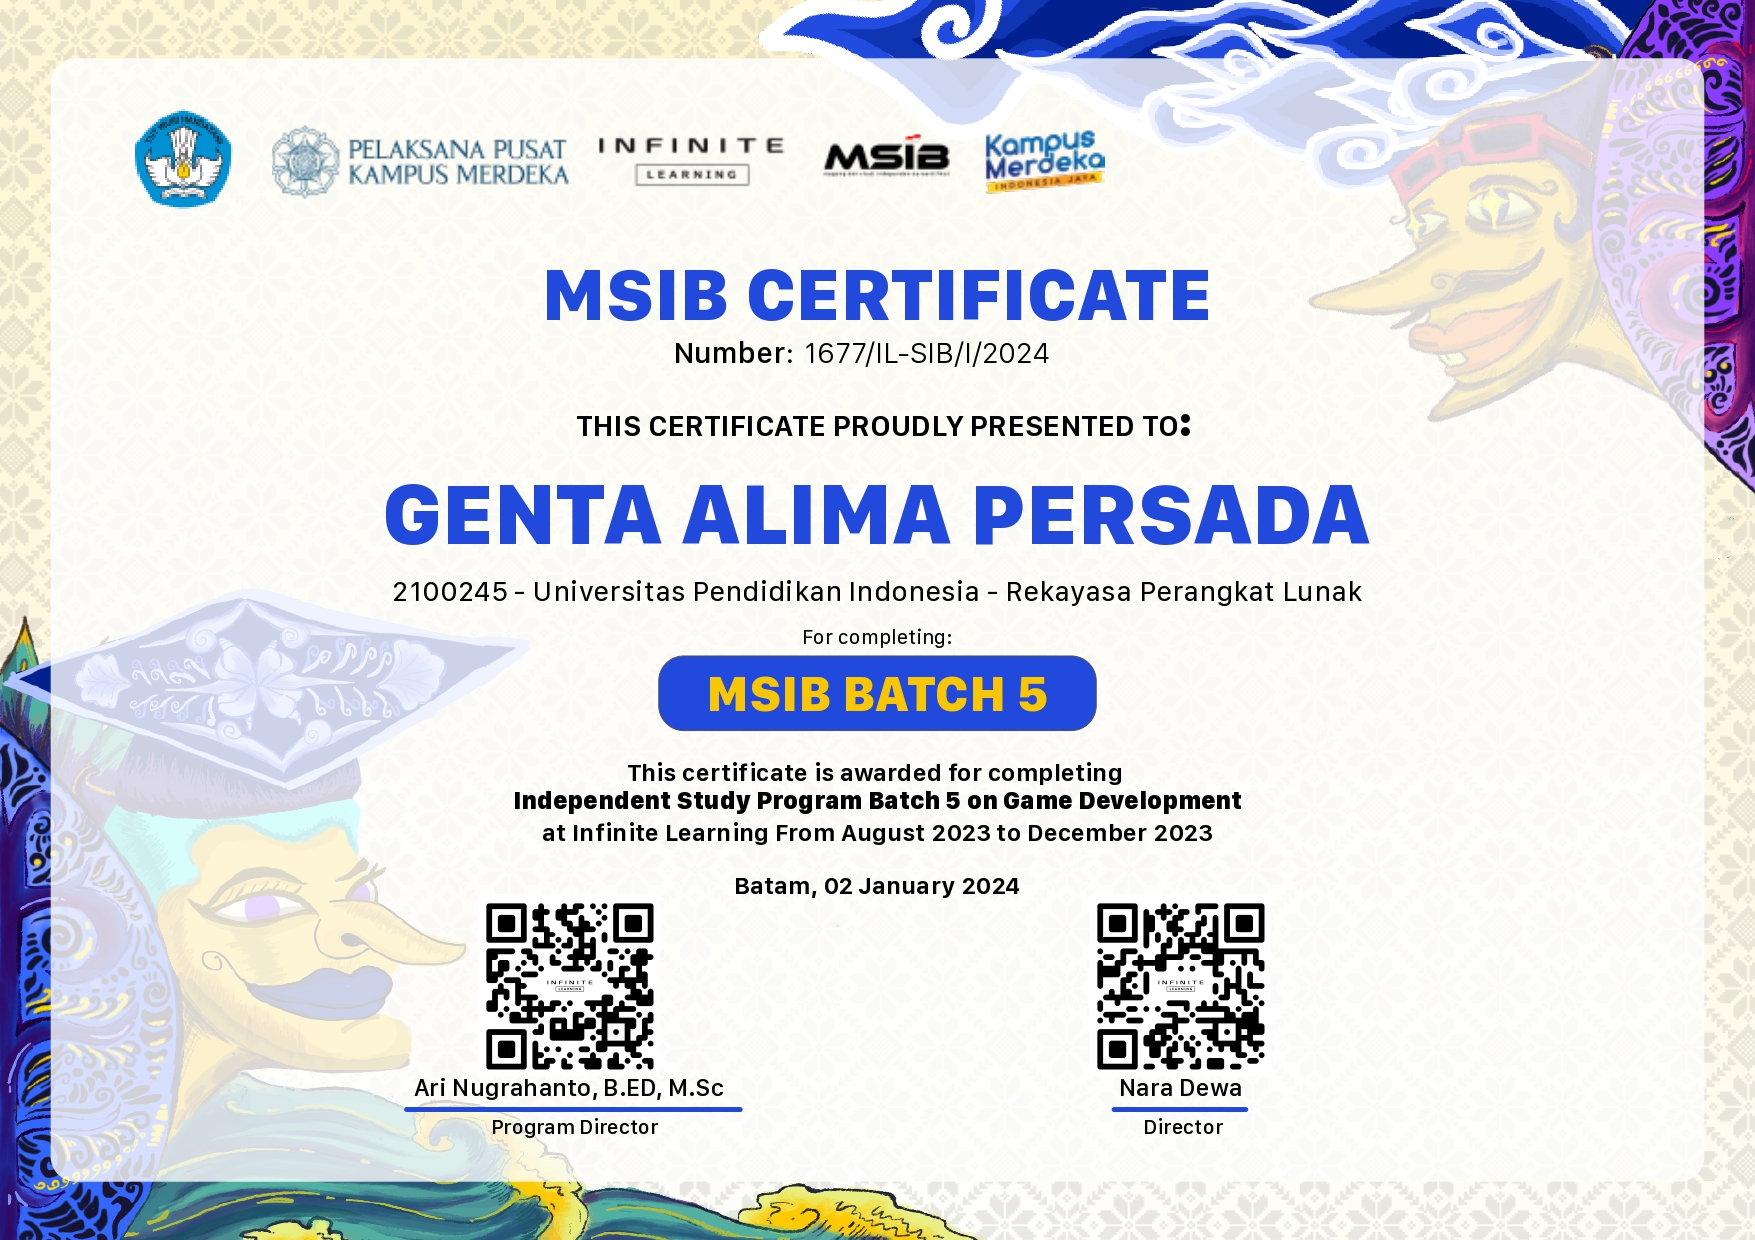 TUT WURI HANDAYANI
PELAKSANA PUSAT
KAMPUS MERDEKA
INFINITE
LEARNING
MSIB
Kampus
Merdeka
INDONESIA JAYA
MSIB CERTIFICATE
Number: 1677/IL-SIB/I/2024
THIS CERTIFICATE PROUDLY PRESENTED TO:
GENTA ALIMA PERSADA
2100245 - Universitas Pendidikan Indonesia - Rekayasa Perangkat Lunak
For completing:
MSIB BATCH 5
This certificate is awarded for completing
Independent Study Program Batch 5 on Game Development
at Infinite Learning From August 2023 to December 2023
Batam, 02 January 2024
INFINITE
LEARNING
INFINITE
LEARNING
Ari Nugrahanto, B.ED, M.Sc
Program Director
Nara Dewa
Director